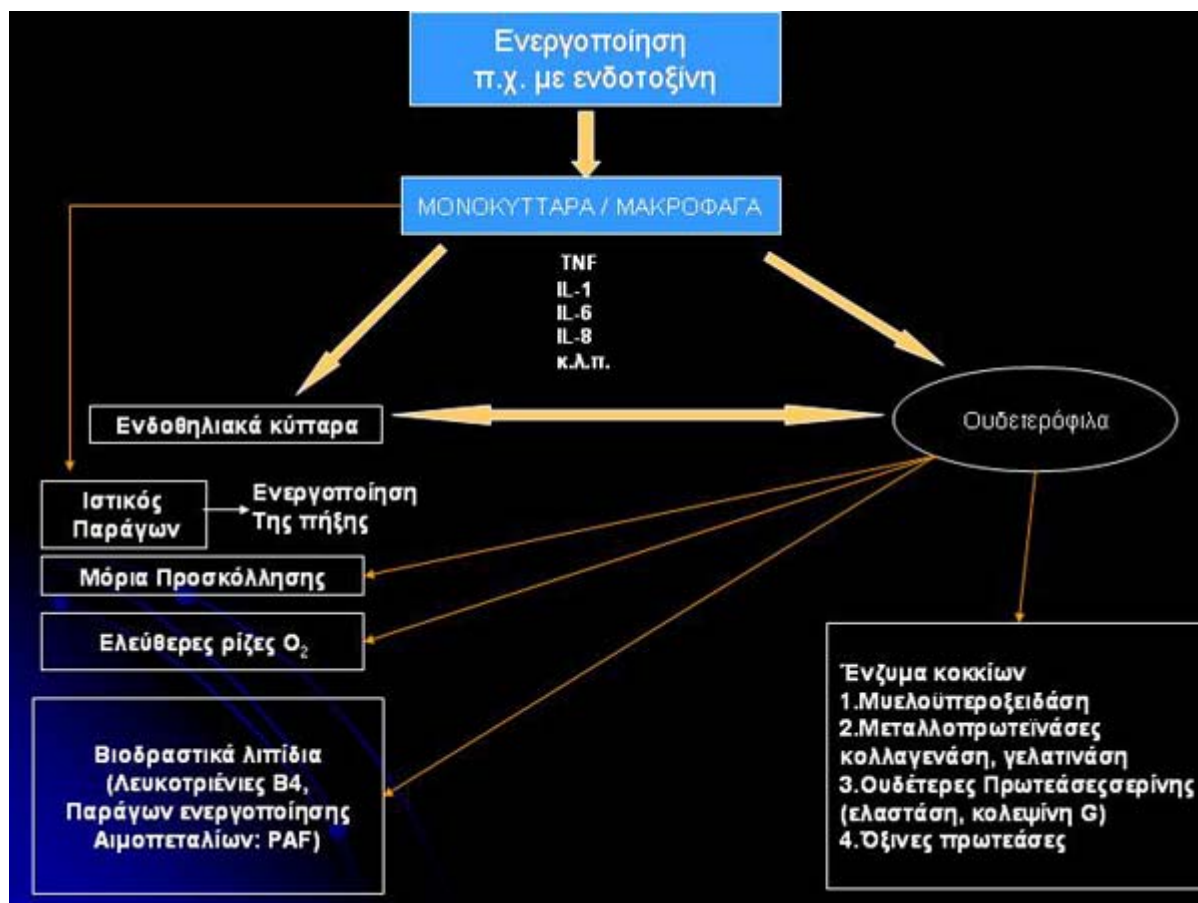 Ενεργοποίηση
π.χ. με ενδοτοξίνη
ΜΟΝΟΚΥΤΤΑΡΑ / ΜΑΚΡΟΦΑΓΑ
TNF
IL-1
IL-6
IL-8
κ.λ.π.
Ενδοθηλιακά κύτταρα
Ουδετερόφιλα
Ιστικός
Παράγων
Ενεργοποίηση
Της πήξης
Μόρια Προσκόλλησης
Ελεύθερες ρίζες O₂
Βιοδραστικά λιπίδια
(Λευκοτριένιες B4,
Παράγων ενεργοποίησης
Αιμοπεταλίων: PAF)
Ένζυμα κοκκίων
1.Μυελοϋπεροξειδάση
2.Μεταλλοπρωτεϊνάσες
κολλαγενάση, γελατινάση
3.Ουδέτερες Πρωτεάσεςσερίνης
(ελαστάση, κολεψίνη G)
4.Όξινες πρωτεάσες